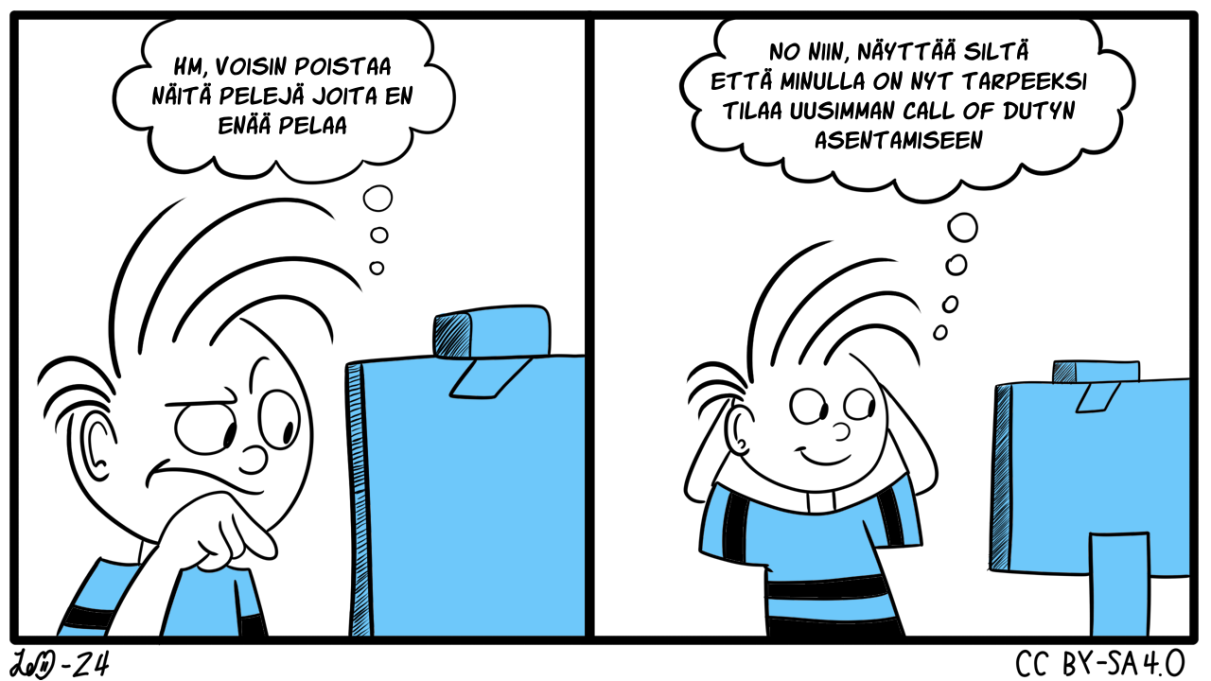 HM, VOISIN POISTAA
NÄITÄ PELEJÄ JOITA EN
ENÄÄ PELAA
NO NIIN, NÄYTTÄÄ SILTÄ
ETTÄ MINULLA ON NYT TARPEEKSI
TILAA UUSIMMAN CALL OF DUTYN
ASENTAMISEEN
-24
CC BY-SA 4.0